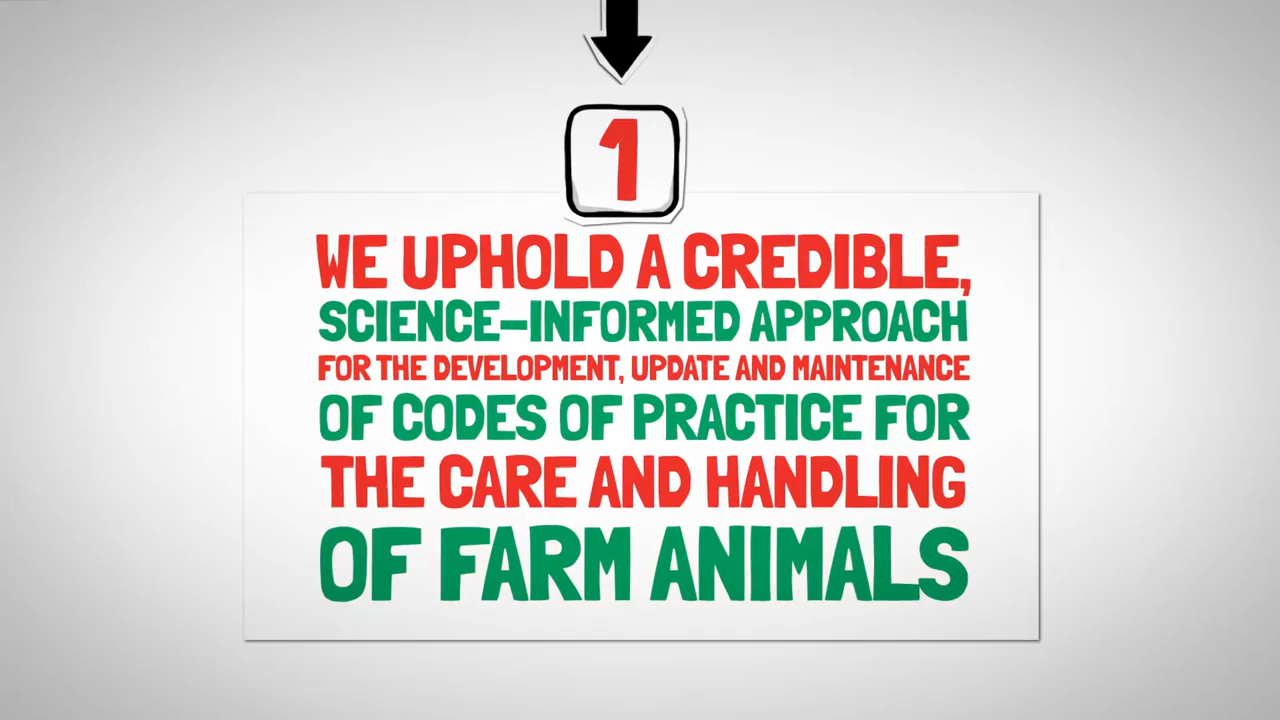 1
WE UPHOLD A CREDIBLE,
SCIENCE–INFORMED APPROACH
FOR THE DEVELOPMENT, UPDATE AND MAINTENANCE
OF CODES OF PRACTICE FOR
THE CARE AND HANDLING
OF FARM ANIMALS